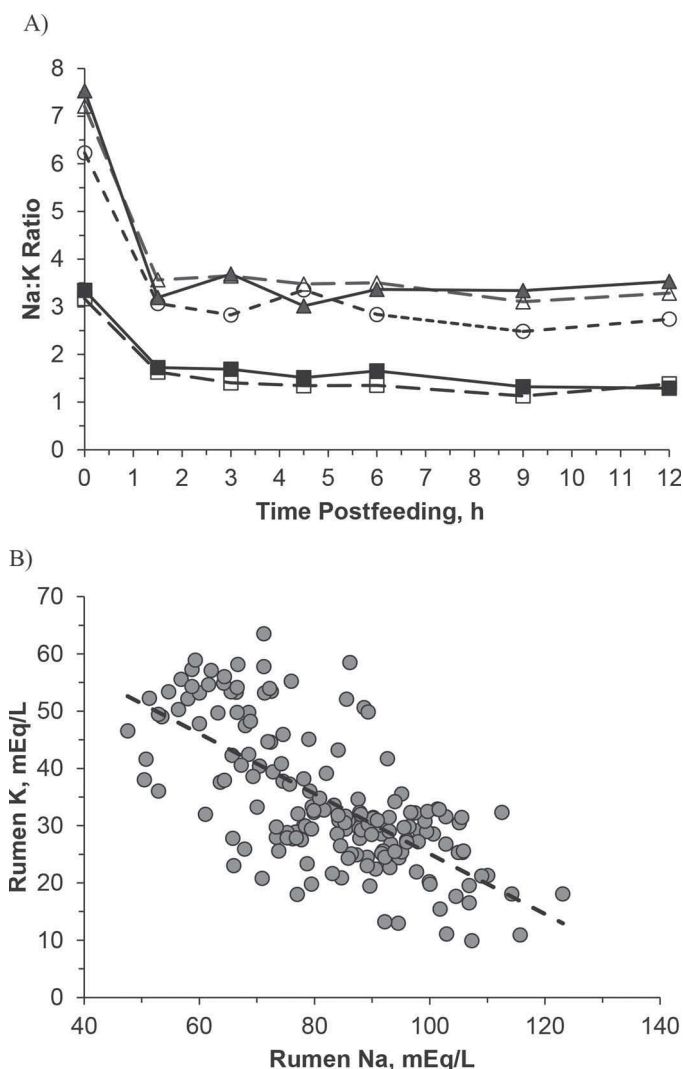 A)
8
7
6
5
4
3
2
1
0
Na:K Ratio
0 1 2 3 4 5 6 7 8 9 10 11 12
Time Postfeeding, h
B)
70
60
50
40
30
20
10
0
Rumen K, mEq/L
40 60 80 100 120 140
Rumen Na, mEq/L